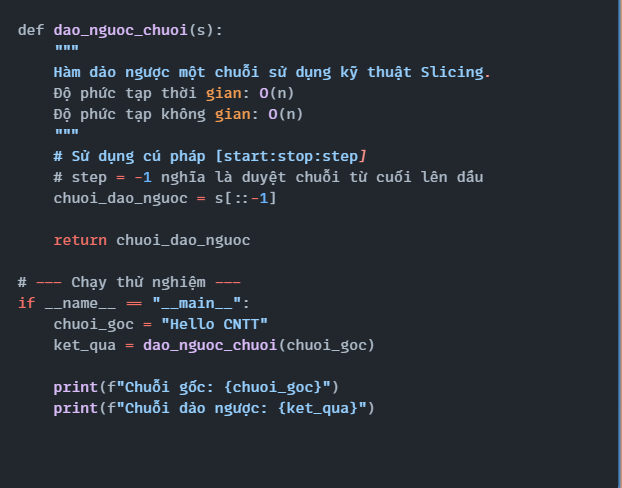 def dao_nguoc_chuoi(s):
    """
    Hàm đảo ngược một chuỗi sử dụng kỹ thuật Slicing.
    Độ phức tạp thời gian: O(n)
    Độ phức tạp không gian: O(n)
    """
    # Sử dụng cú pháp [start:stop:step]
    # step = -1 nghĩa là duyệt chuỗi từ cuối lên đầu
    chuoi_dao_nguoc = s[::-1]
    return chuoi_dao_nguoc
# --- Chạy thử nghiệm ---
if __name__ == "__main__":
    chuoi_goc = "Hello CNTT"
    ket_qua = dao_nguoc_chuoi(chuoi_goc)
    print(f"Chuỗi gốc: {chuoi_goc}")
    print(f"Chuỗi đảo ngược: {ket_qua}")